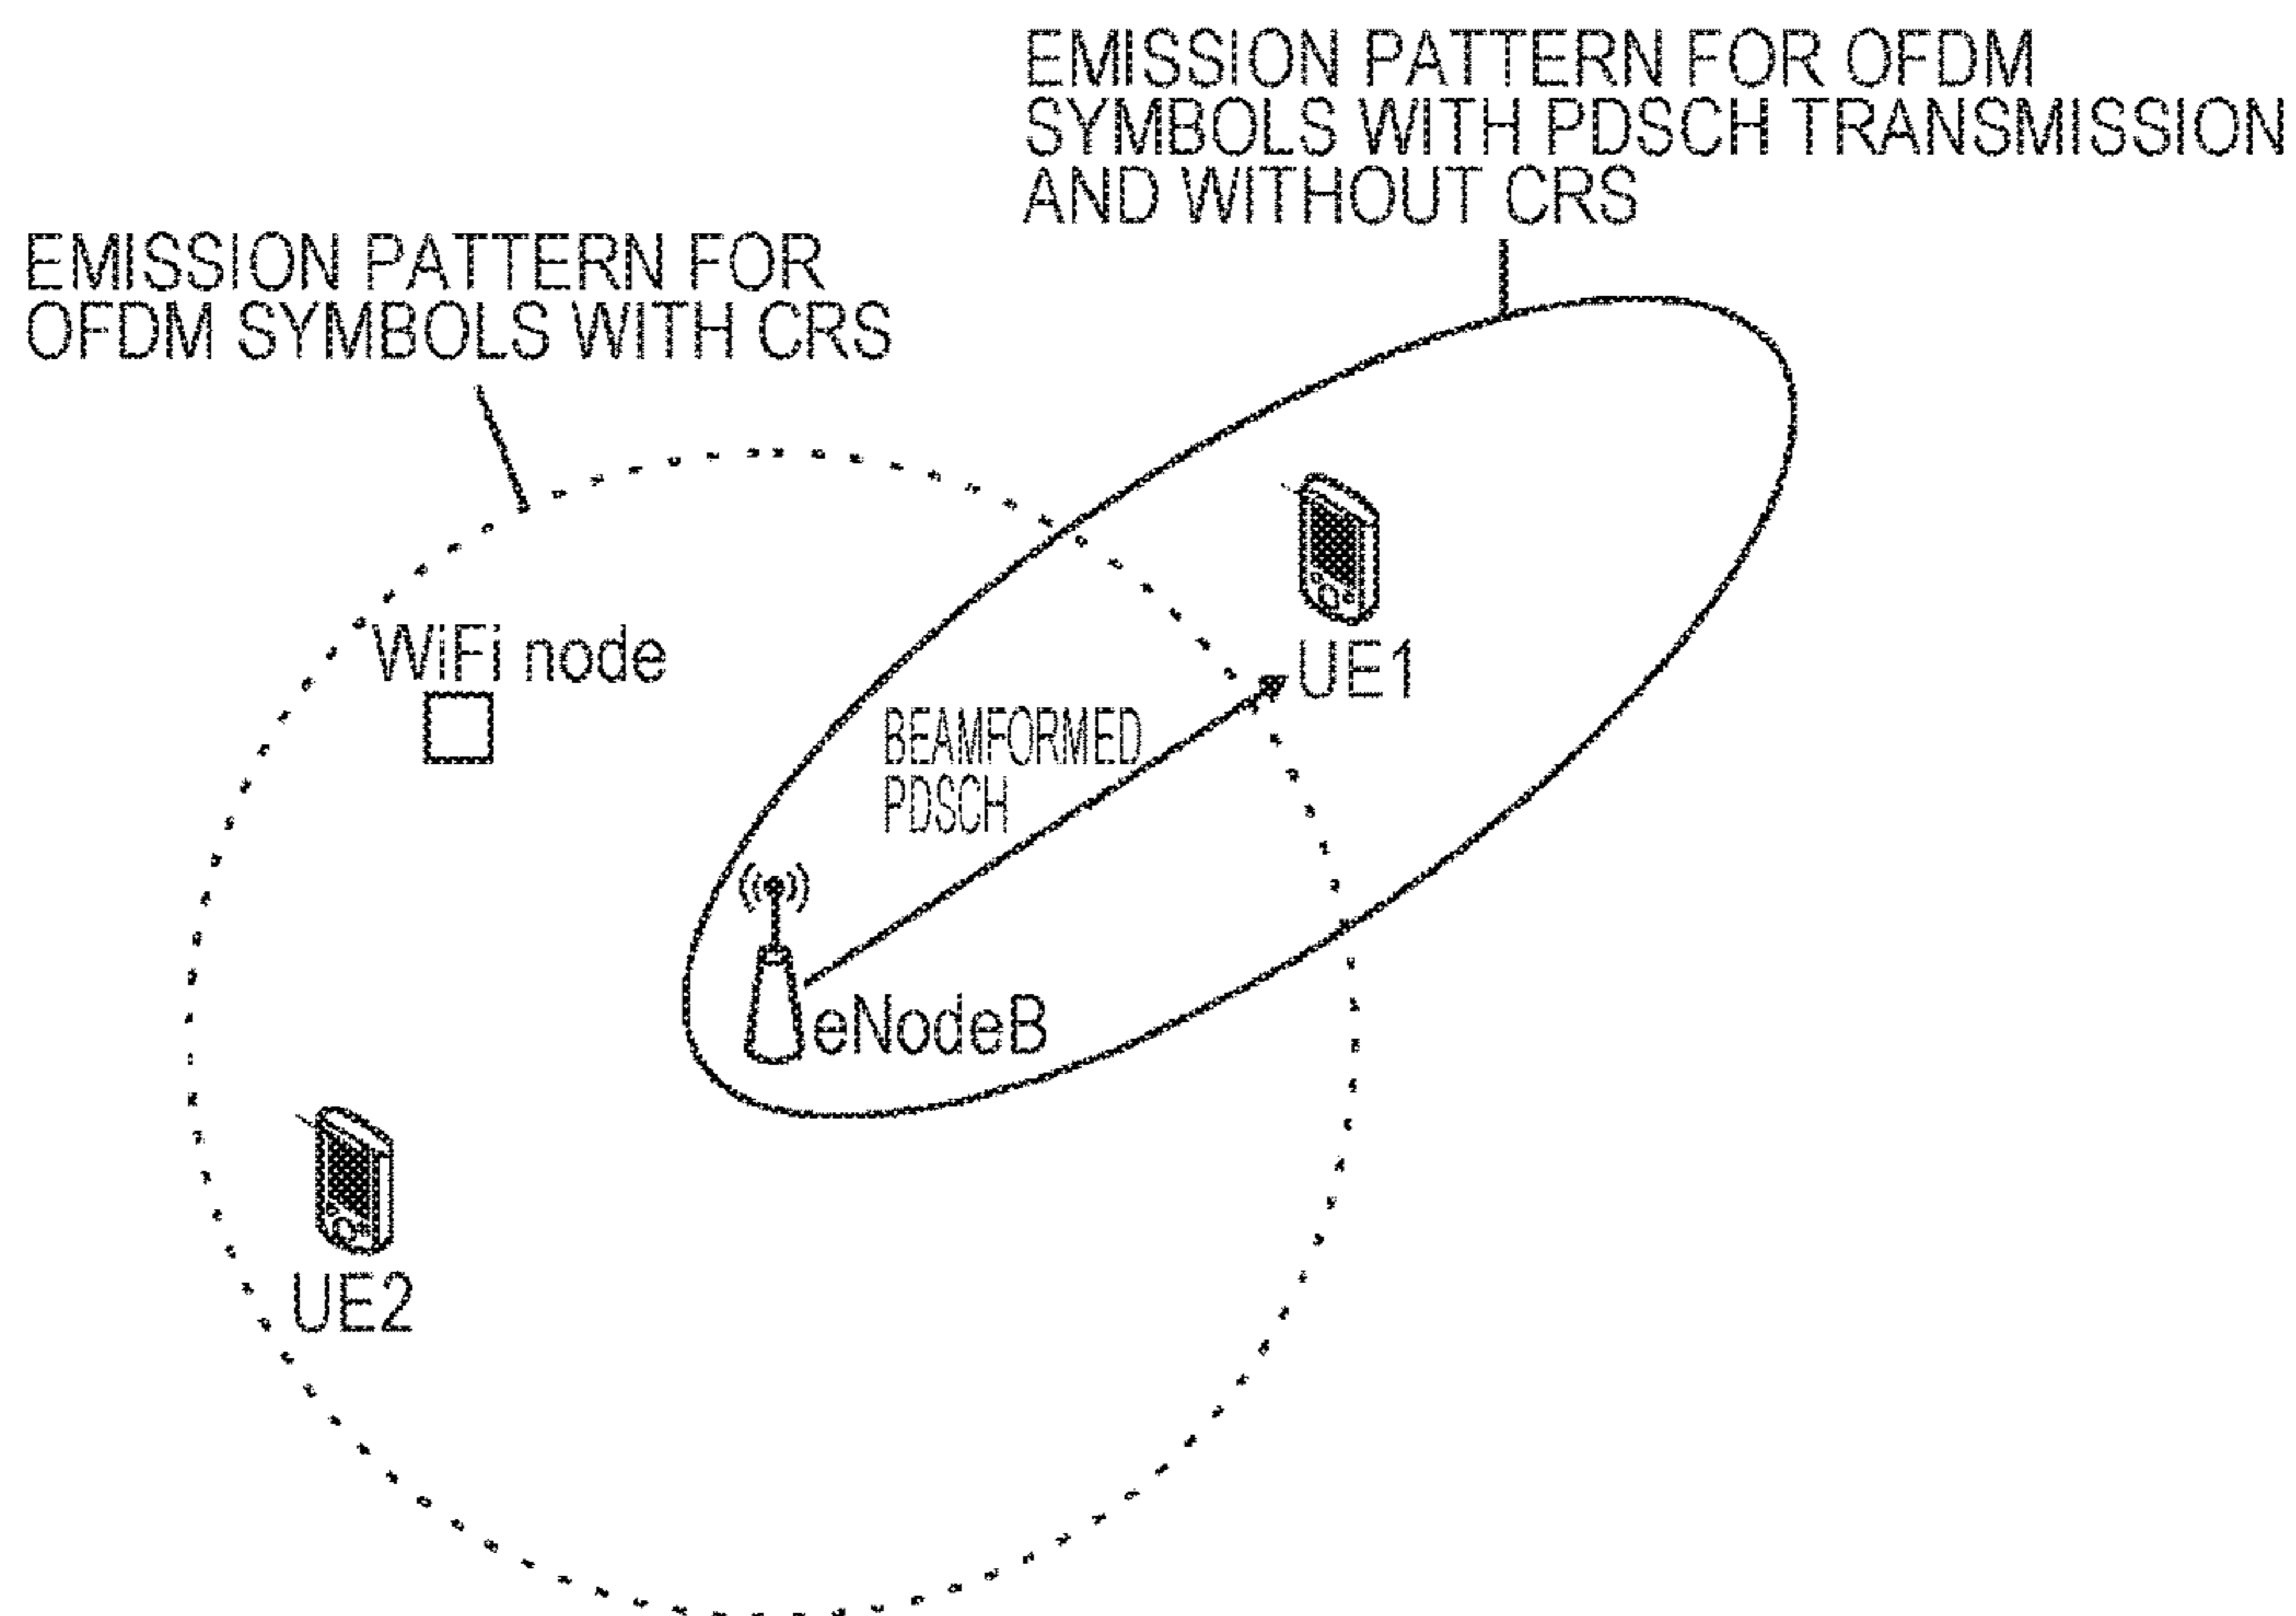 EMISSION PATTERN FOR OFDM
SYMBOLS WITH PDSCH TRANSMISSION
AND WITHOUT CRS
EMISSION PATTERN FOR
OFDM SYMBOLS WITH CRS
WiFi node
UE1
BEAMFORMED
PDSCH
eNodeB
UE2